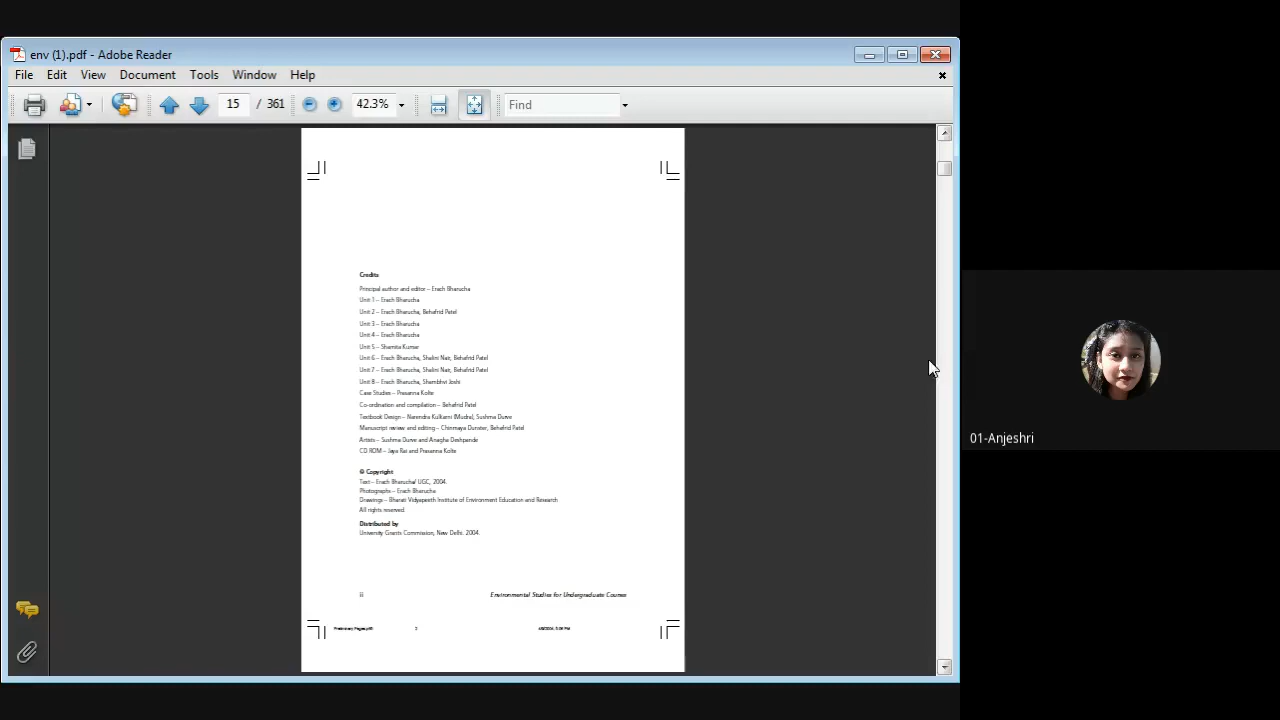 env (1).pdf - Adobe Reader
File Edit View Document Tools Window Help
15 / 361 42.3% Find
Credits
Principal author and editor – Erach Bharucha
Unit 1 – Erach Bharucha
Unit 2 – Erach Bharucha, Behafrid Patel
Unit 3 – Erach Bharucha
Unit 4 – Erach Bharucha
Unit 5 – Shamita Kumar
Unit 6 – Erach Bharucha, Shalini Nair, Behafrid Patel
Unit 7 – Erach Bharucha, Shalini Nair, Behafrid Patel
Unit 8 – Erach Bharucha, Shambhvi Joshi
Case Studies – Prasanna Kolte
Co-ordination and compilation – Behafrid Patel
Textbook Design – Narendra Kulkarni (Mudra), Sushma Durve
Manuscript review and editing – Chinmaya Dunster, Behafrid Patel
Artists – Sushma Durve and Anagha Deshpande
CD ROM – Jaya Rai and Prasanna Kolte
© Copyright
Text – Erach Bharucha/ UGC, 2004.
Photographs – Erach Bharucha
Drawings – Bharati Vidyapeeth Institute of Environment Education and Research
All rights reserved.
Distributed by
University Grants Commission, New Delhi. 2004.
ii Environmental Studies for Undergraduate Courses
Preliminary Pages.p65 2
01-Anjeshri